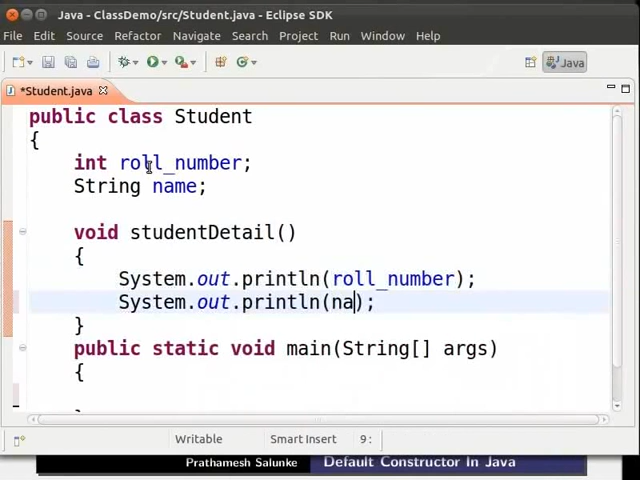 Java - ClassDemo/src/Student.java - Eclipse SDK
File Edit Source Refactor Navigate Search Project Run Window Help
Java
*Student.java
public class Student
{
int roll_number;
String name;
void studentDetail()
{
System.out.println(roll_number);
System.out.println(na);
}
public static void main(String[] args)
{
Writable Smart Insert 9:
Prathamesh Salunke Default Constructor In Java